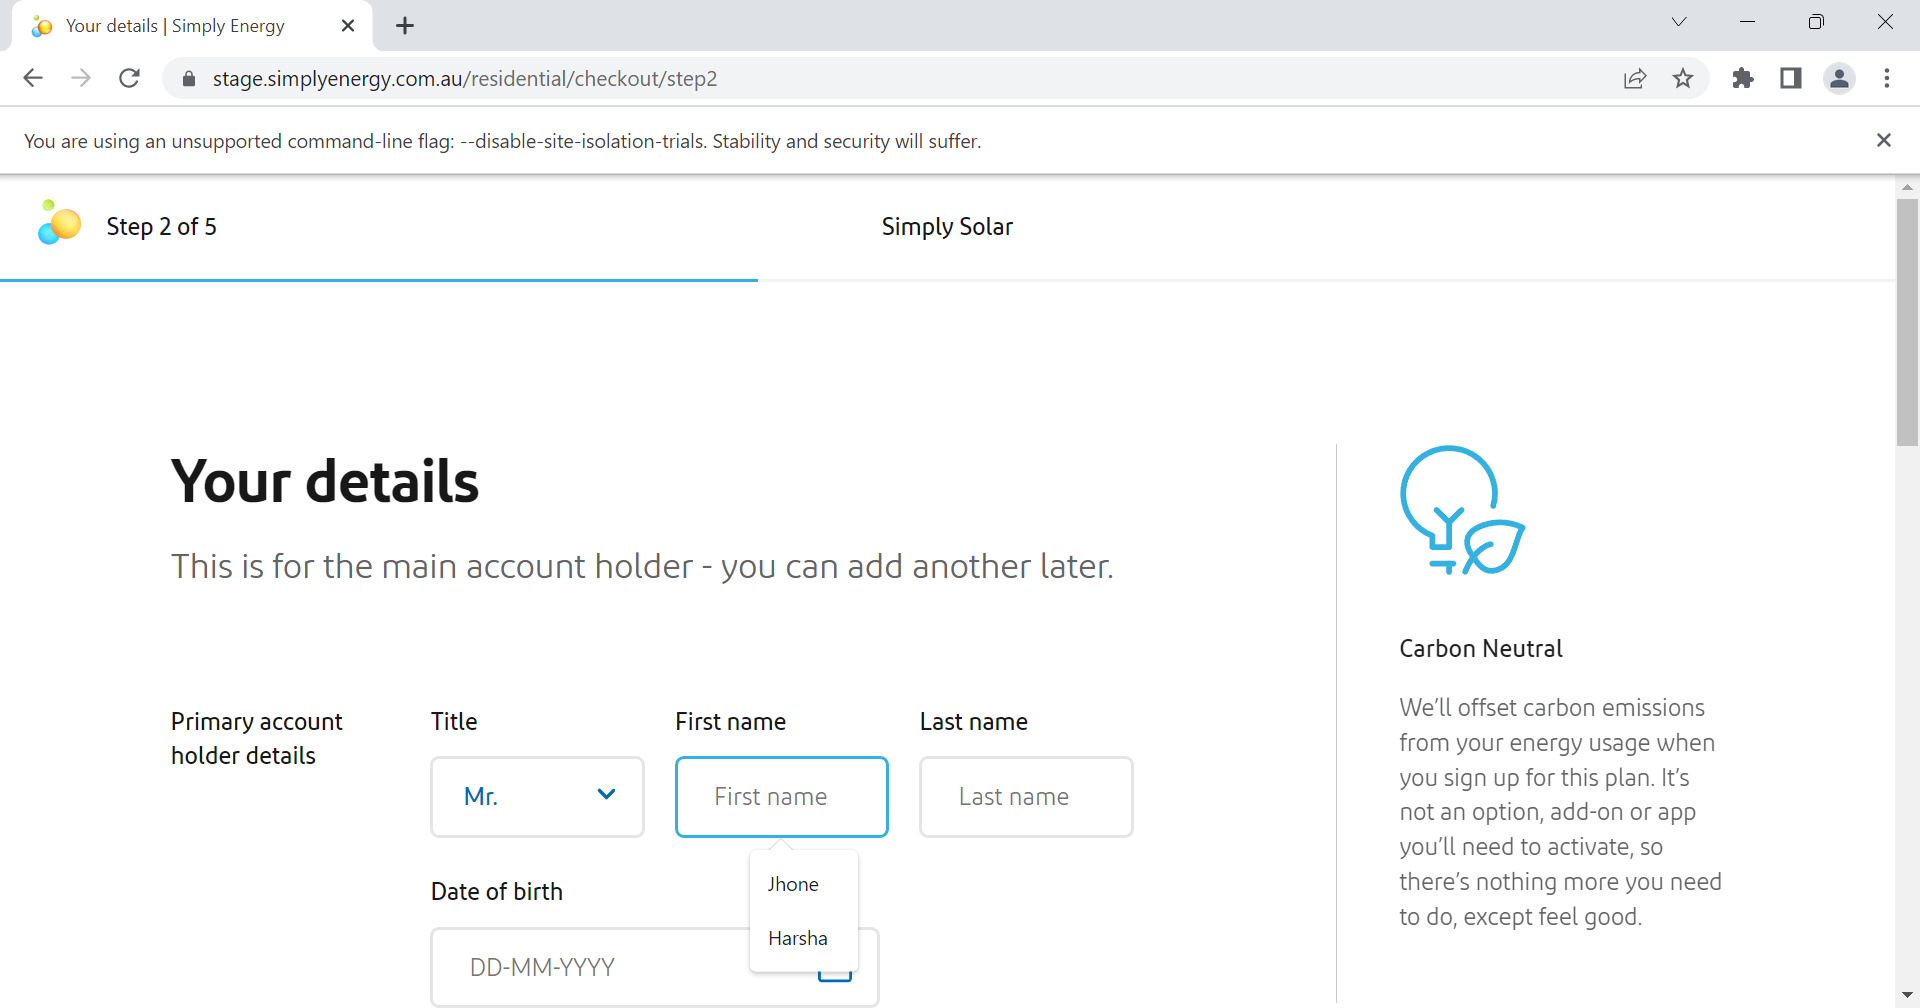 Your details | Simply Energy
stage.simplyenergy.com.au/residential/checkout/step2
You are using an unsupported command-line flag: --disable-site-isolation-trials. Stability and security will suffer.
Step 2 of 5
Simply Solar
Your details
This is for the main account holder - you can add another later.
Primary account
holder details
Title
First name
Last name
Mr.
First name
Last name
Jhone
Harsha
Date of birth
DD-MM-YYYY
Carbon Neutral
We'll offset carbon emissions
from your energy usage when
you sign up for this plan. It's
not an option, add-on or app
you'll need to activate, so
there's nothing more you need
to do, except feel good.